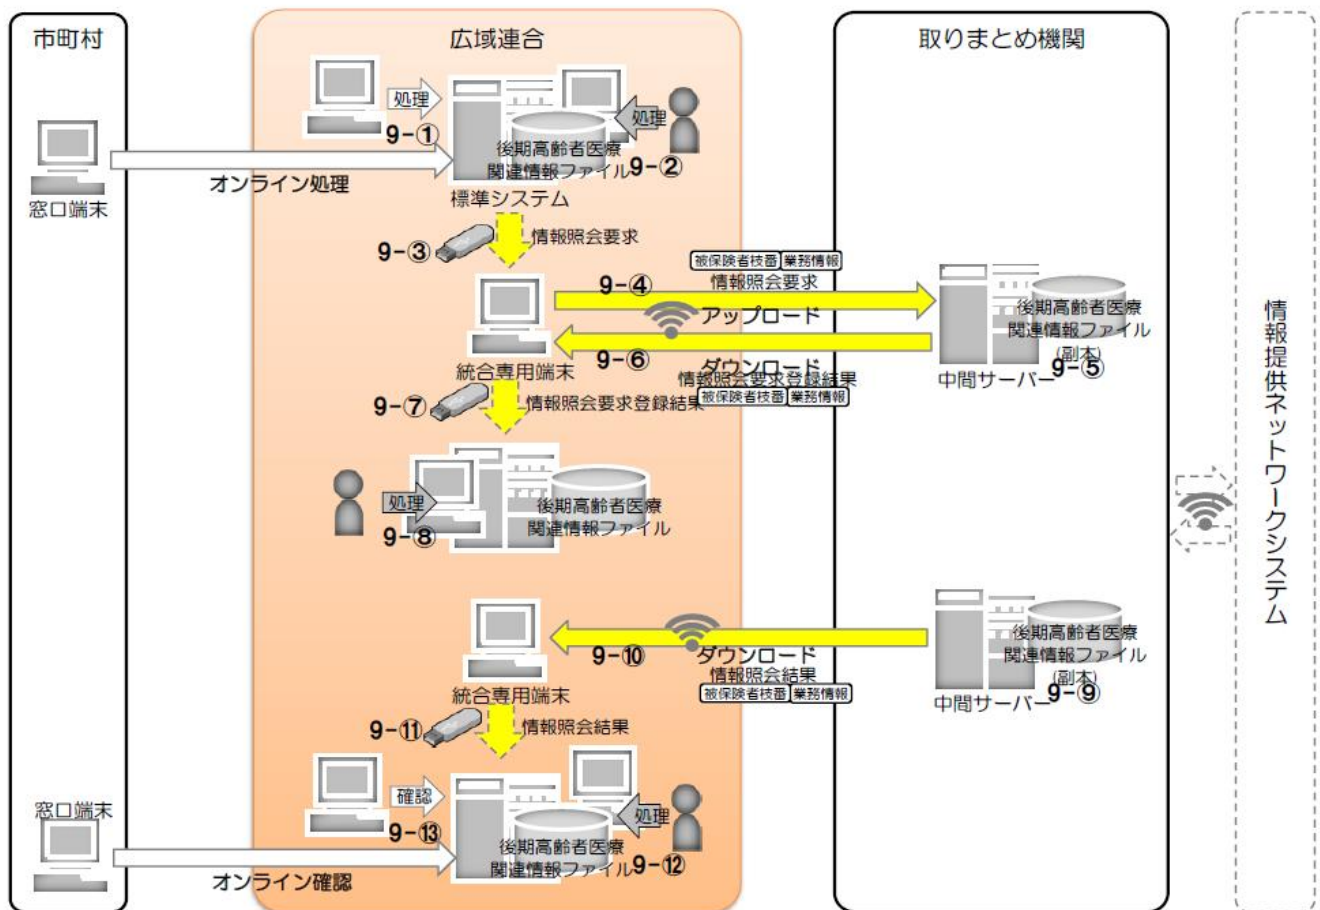 市町村
広域連合
取りまとめ機関
処理
9-①
処理
後期高齢者医療
関連情報ファイル
9-②
オンライン処理
窓口端末
標準システム
9-③
情報照会要求
被保険者枝番 業務情報
情報照会要求
9-④
アップロード
後期高齢者医療
関連情報ファイル
(副本)
9-⑤
中間サーバー
9-⑥
ダウンロード
情報照会要求登録結果
被保険者枝番 業務情報
統合専用端末
9-⑦
情報照会要求登録結果
情報提供ネットワークシステム
処理
9-⑧
後期高齢者医療
関連情報ファイル
後期高齢者医療
関連情報ファイル
(副本)
9-⑨
中間サーバー
9-⑩
ダウンロード
情報照会結果
被保険者枝番 業務情報
統合専用端末
9-⑪
情報照会結果
確認
9-⑬
処理
後期高齢者医療
関連情報ファイル
9-⑫
窓口端末
オンライン確認